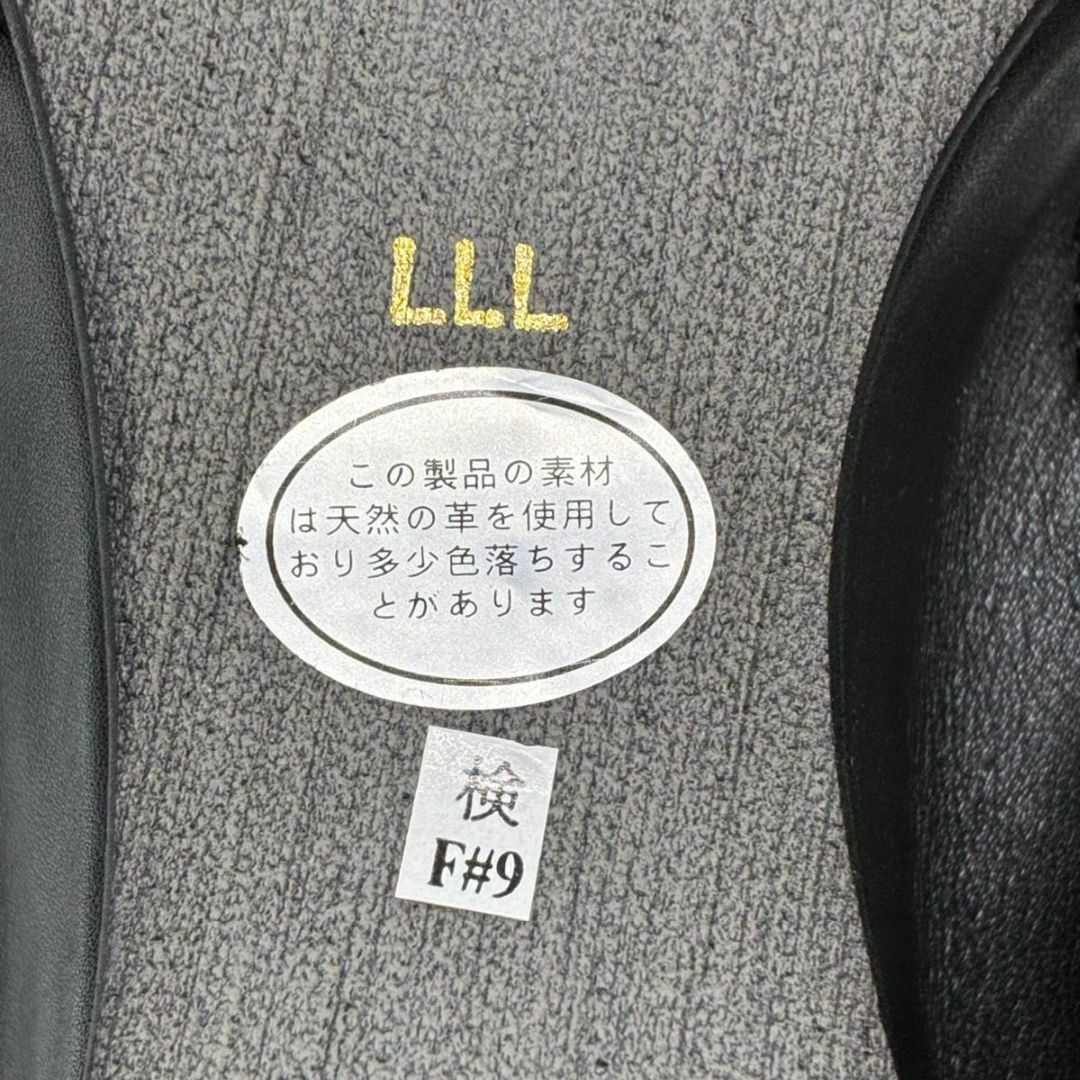 LLL
この製品の素材
は天然の革を使用して
おり多少色落ちするこ
とがあります
検
F#9